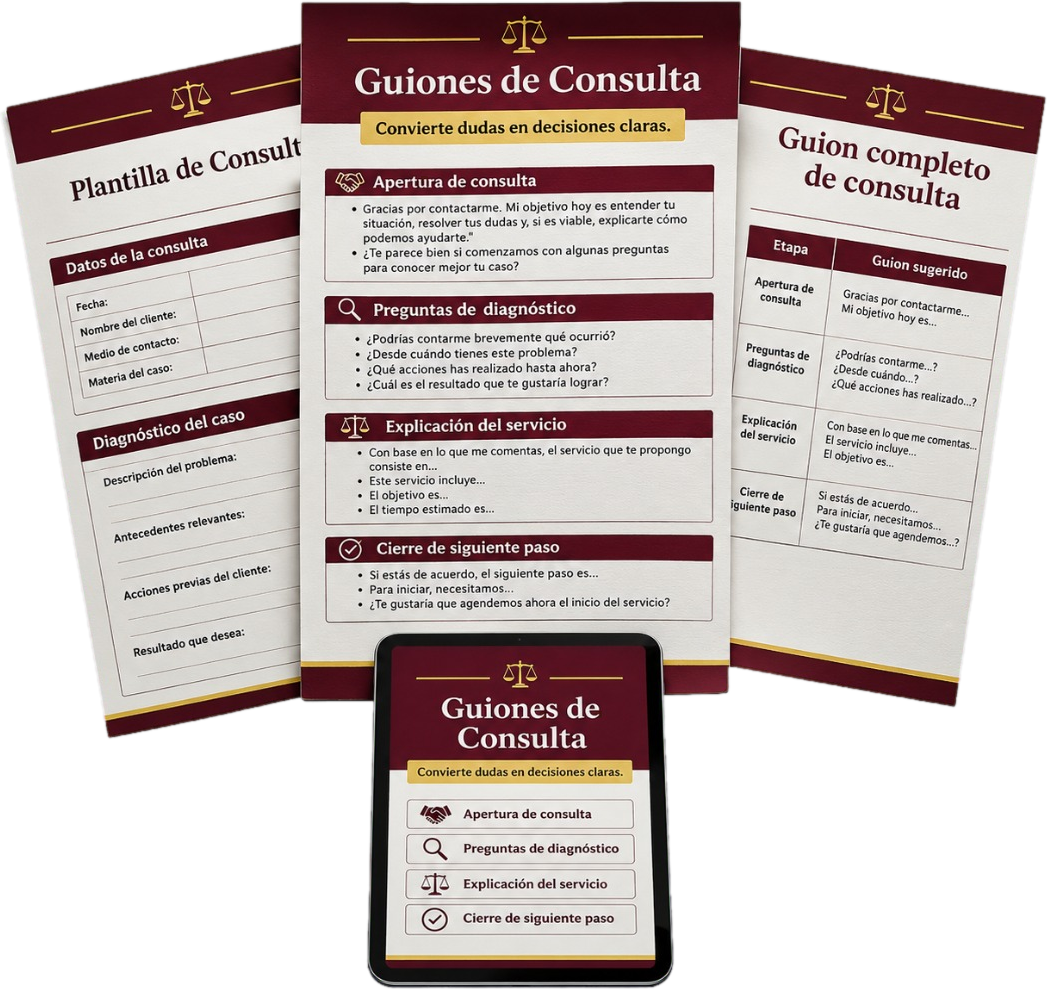 Plantilla de Consult
Datos de la consulta
Fecha:
Nombre del cliente:
Medio de contacto:
Materia del caso:
Diagnóstico del caso
Descripción del problema:
Antecedentes relevantes:
Acciones previas del cliente:
Resultado que desea:
Guiones de Consulta
Convierte dudas en decisiones claras.
Apertura de consulta
• Gracias por contactarme. Mi objetivo hoy es entender tu
situación, resolver tus dudas y, si es viable, explicarte cómo
podemos ayudarte."
• ¿Te parece bien si comenzamos con algunas preguntas
para conocer mejor tu caso?
Preguntas de diagnóstico
• ¿Podrías contarme brevemente qué ocurrió?
• ¿Desde cuándo tienes este problema?
• ¿Qué acciones has realizado hasta ahora?
• ¿Cuál es el resultado que te gustaría lograr?
Explicación del servicio
• Con base en lo que me comentas, el servicio que te propongo
consiste en...
• Este servicio incluye...
• El objetivo es...
• El tiempo estimado es...
Cierre de siguiente paso
• Si estás de acuerdo, el siguiente paso es...
• Para iniciar, necesitamos...
• ¿Te gustaría que agendemos ahora el inicio del servicio?
Guion completo
de consulta
Etapa
Guion sugerido
Apertura de
consulta
Gracias por contactarme...
Mi objetivo hoy es...
Preguntas de
diagnóstico
¿Podrías contarme...?
¿Desde cuándo...?
¿Qué acciones has realizado...?
Explicación
del servicio
Con base en lo que me comentas...
El servicio incluye...
El objetivo es...
Cierre de
iguiente paso
Si estás de acuerdo...
Para iniciar, necesitamos...
¿Te gustaría que agendemos...?
Guiones de
Consulta
Convierte dudas en decisiones claras.
Apertura de consulta
Preguntas de diagnóstico
Explicación del servicio
Cierre de siguiente paso